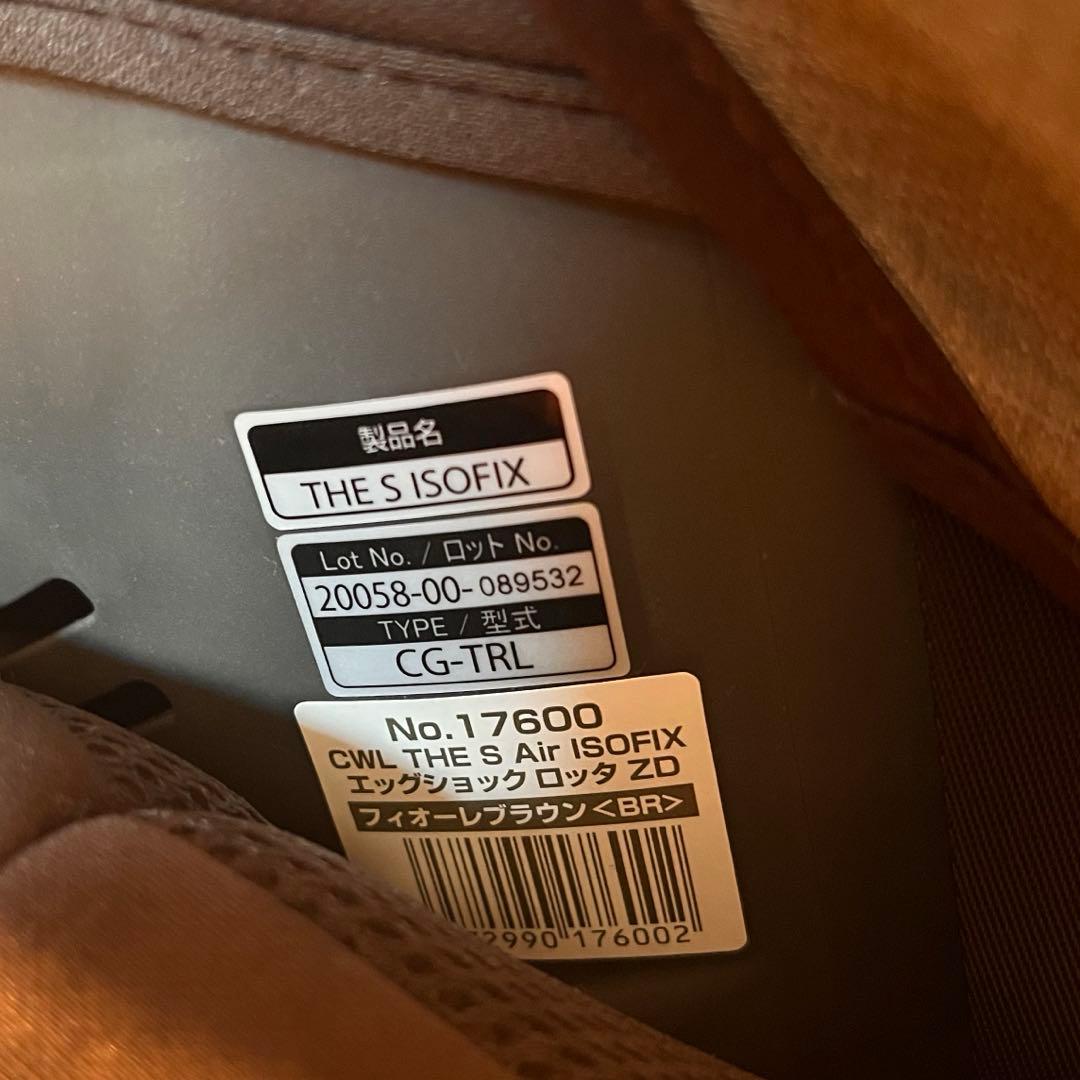 製品名
THE S ISOFIX
Lot No. / ロット No.
20058-00-089532
TYPE / 型式
CG-TRL
No.17600
CWL THE S Air ISOFIX
エッグショック ロッタ ZD
フィオーレブラウン<BR>
2990 176002